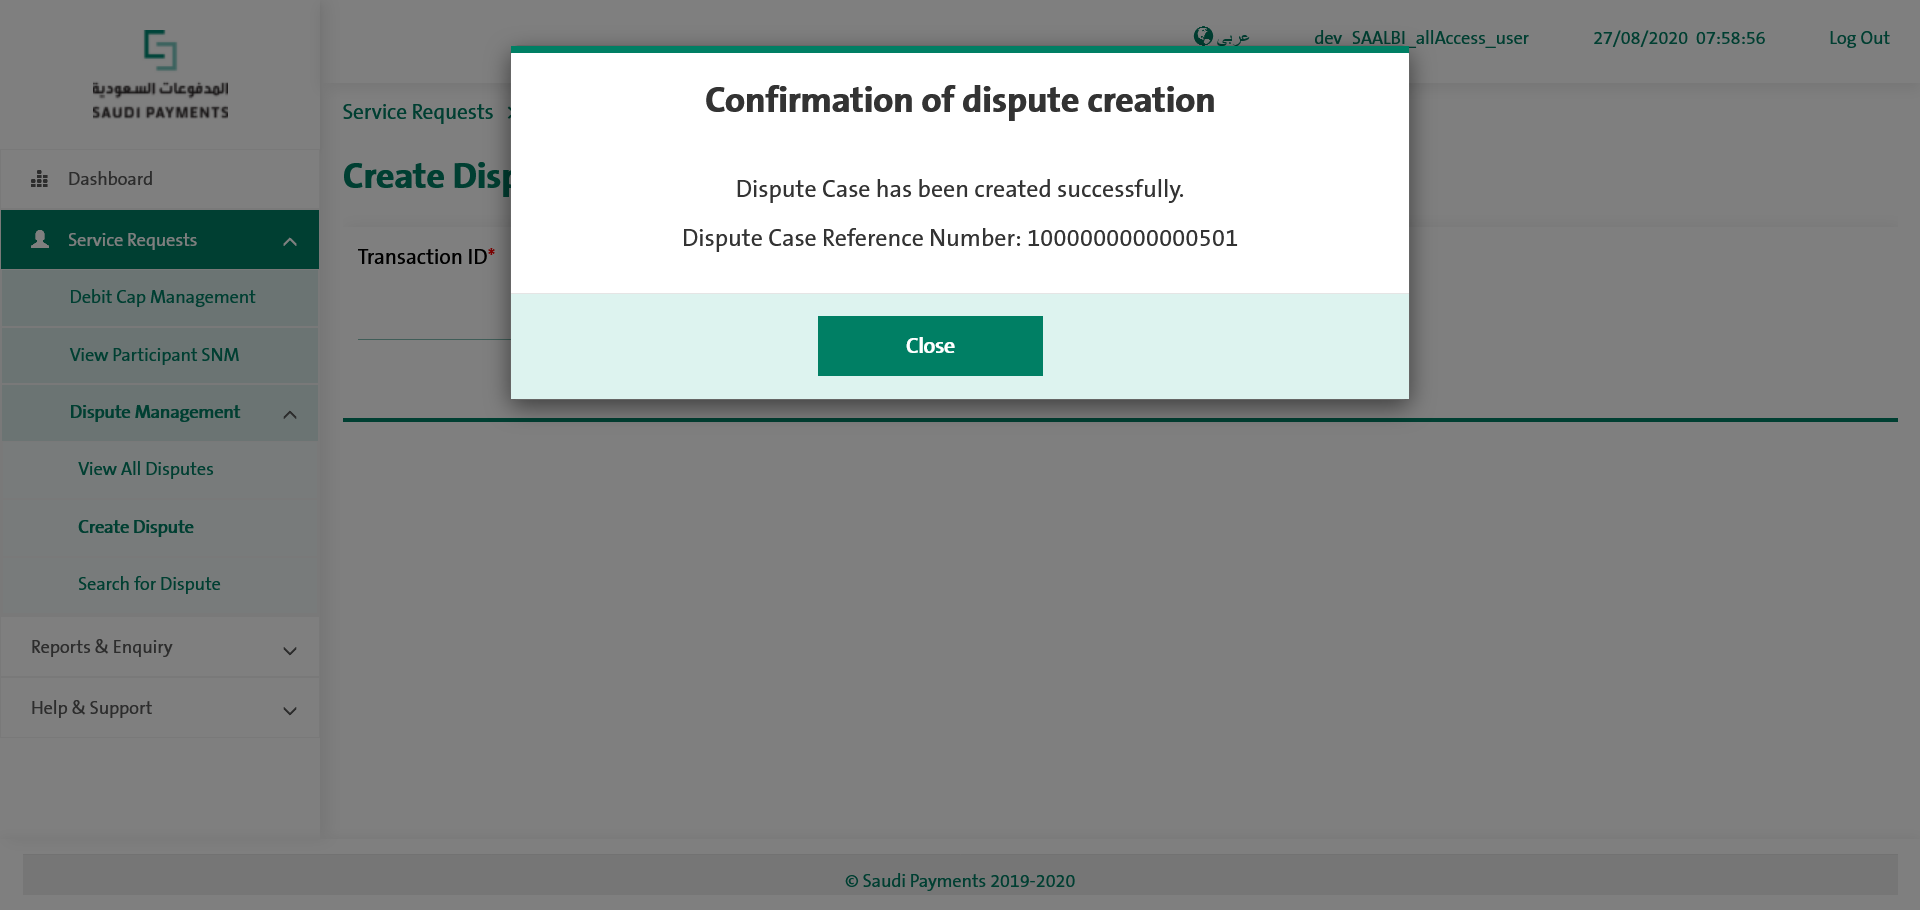 المدفوعات السعودية
SAUDI PAYMENTS
عربي
dev SAALBI_allAccess_user
27/08/2020 07:58:56
Log Out
Dashboard
Service Requests
Debit Cap Management
View Participant SNM
Dispute Management
View All Disputes
Create Dispute
Search for Dispute
Reports & Enquiry
Help & Support
Service Requests
Create Disp
Transaction ID*
Confirmation of dispute creation
Dispute Case has been created successfully.
Dispute Case Reference Number: 1000000000000501
Close
© Saudi Payments 2019-2020